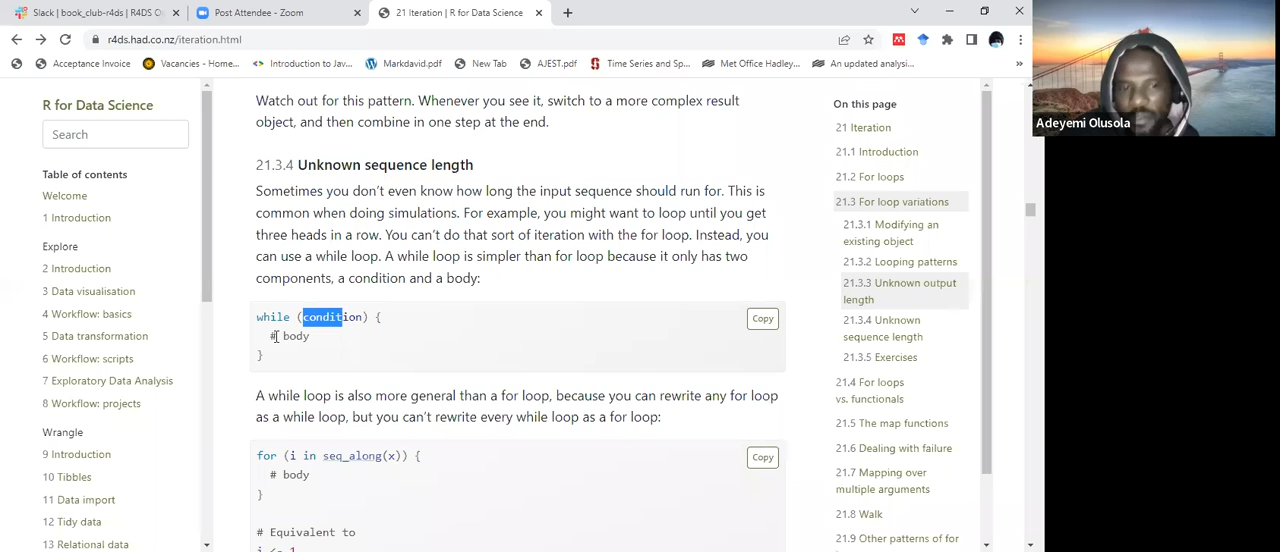 Slack | book_club-r4ds | R4DS O
Post Attendee - Zoom
21 Iteration | R for Data Science
r4ds.had.co.nz/iteration.html
Acceptance Invoice
Vacancies - Home...
Introduction to Jav...
Markdavid.pdf
New Tab
AJEST.pdf
Time Series and Sp...
Met Office Hadley...
An updated analysi...
»
Adeyemi Olusola
R for Data Science
Search
Table of contents
Welcome
1 Introduction
Explore
2 Introduction
3 Data visualisation
4 Workflow: basics
5 Data transformation
6 Workflow: scripts
7 Exploratory Data Analysis
8 Workflow: projects
Wrangle
9 Introduction
10 Tibbles
11 Data import
12 Tidy data
13 Relational data
Watch out for this pattern. Whenever you see it, switch to a more complex result
object, and then combine in one step at the end.
21.3.4 Unknown sequence length
Sometimes you don’t even know how long the input sequence should run for. This is
common when doing simulations. For example, you might want to loop until you get
three heads in a row. You can’t do that sort of iteration with the for loop. Instead, you
can use a while loop. A while loop is simpler than for loop because it only has two
components, a condition and a body:
while (condition) {
# body
}
Copy
A while loop is also more general than a for loop, because you can rewrite any for loop
as a while loop, but you can’t rewrite every while loop as a for loop:
for (i in seq_along(x)) {
# body
}
# Equivalent to
i <- 1
Copy
On this page
21 Iteration
21.1 Introduction
21.2 For loops
21.3 For loop variations
21.3.1 Modifying an
existing object
21.3.2 Looping patterns
21.3.3 Unknown output
length
21.3.4 Unknown
sequence length
21.3.5 Exercises
21.4 For loops
vs. functionals
21.5 The map functions
21.6 Dealing with failure
21.7 Mapping over
multiple arguments
21.8 Walk
21.9 Other patterns of for